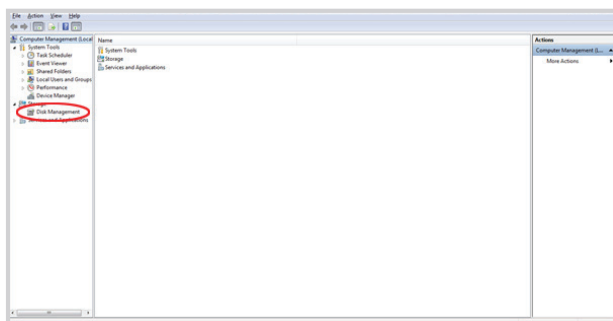 File Action View Help
Computer Management (Local
System Tools
Task Scheduler
Event Viewer
Shared Folders
Local Users and Groups
Performance
Device Manager
Storage
Disk Management
Services and Applications
Name
System Tools
Storage
Services and Applications
Actions
Computer Management (L...
More Actions